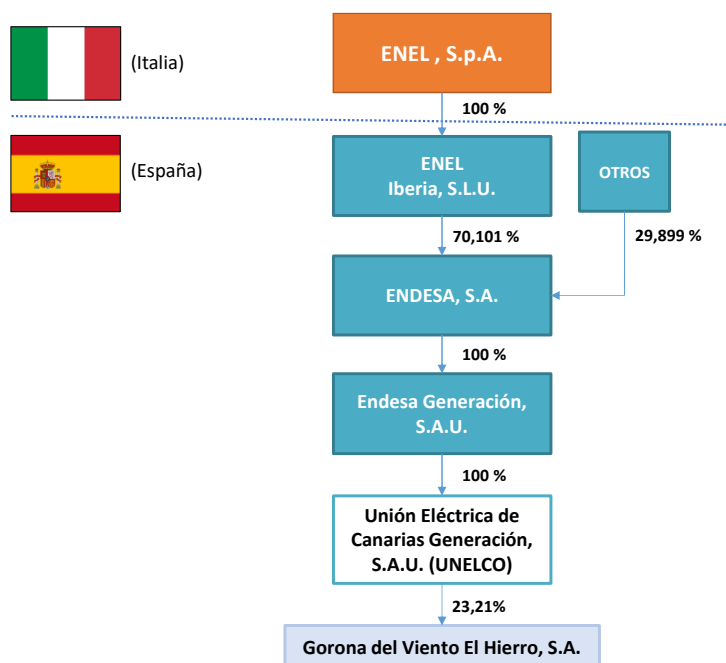 (Italia)
ENEL , S.p.A.
100 %
(España)
ENEL
Iberia, S.L.U.
OTROS
70,101 %
29,899 %
ENDESA, S.A.
100 %
Endesa Generación,
S.A.U.
100 %
Unión Eléctrica de
Canarias Generación,
S.A.U. (UNELCO)
23,21%
Gorona del Viento El Hierro, S.A.